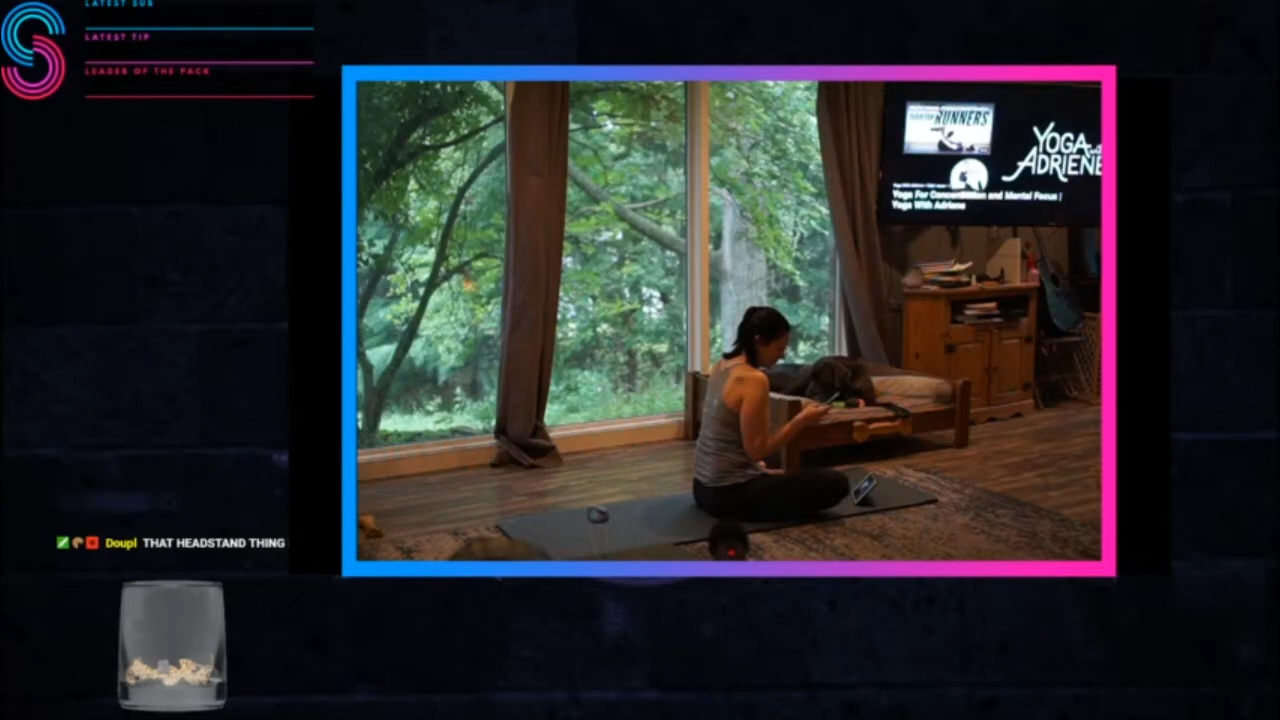 LATEST SUB
LATEST TIP
LEADER OF THE PACK
RUNNERS
YOGA
ADRIENE
Yoga For Concentration and Mental Focus |
Yoga With Adriene
Doupl THAT HEADSTAND THING